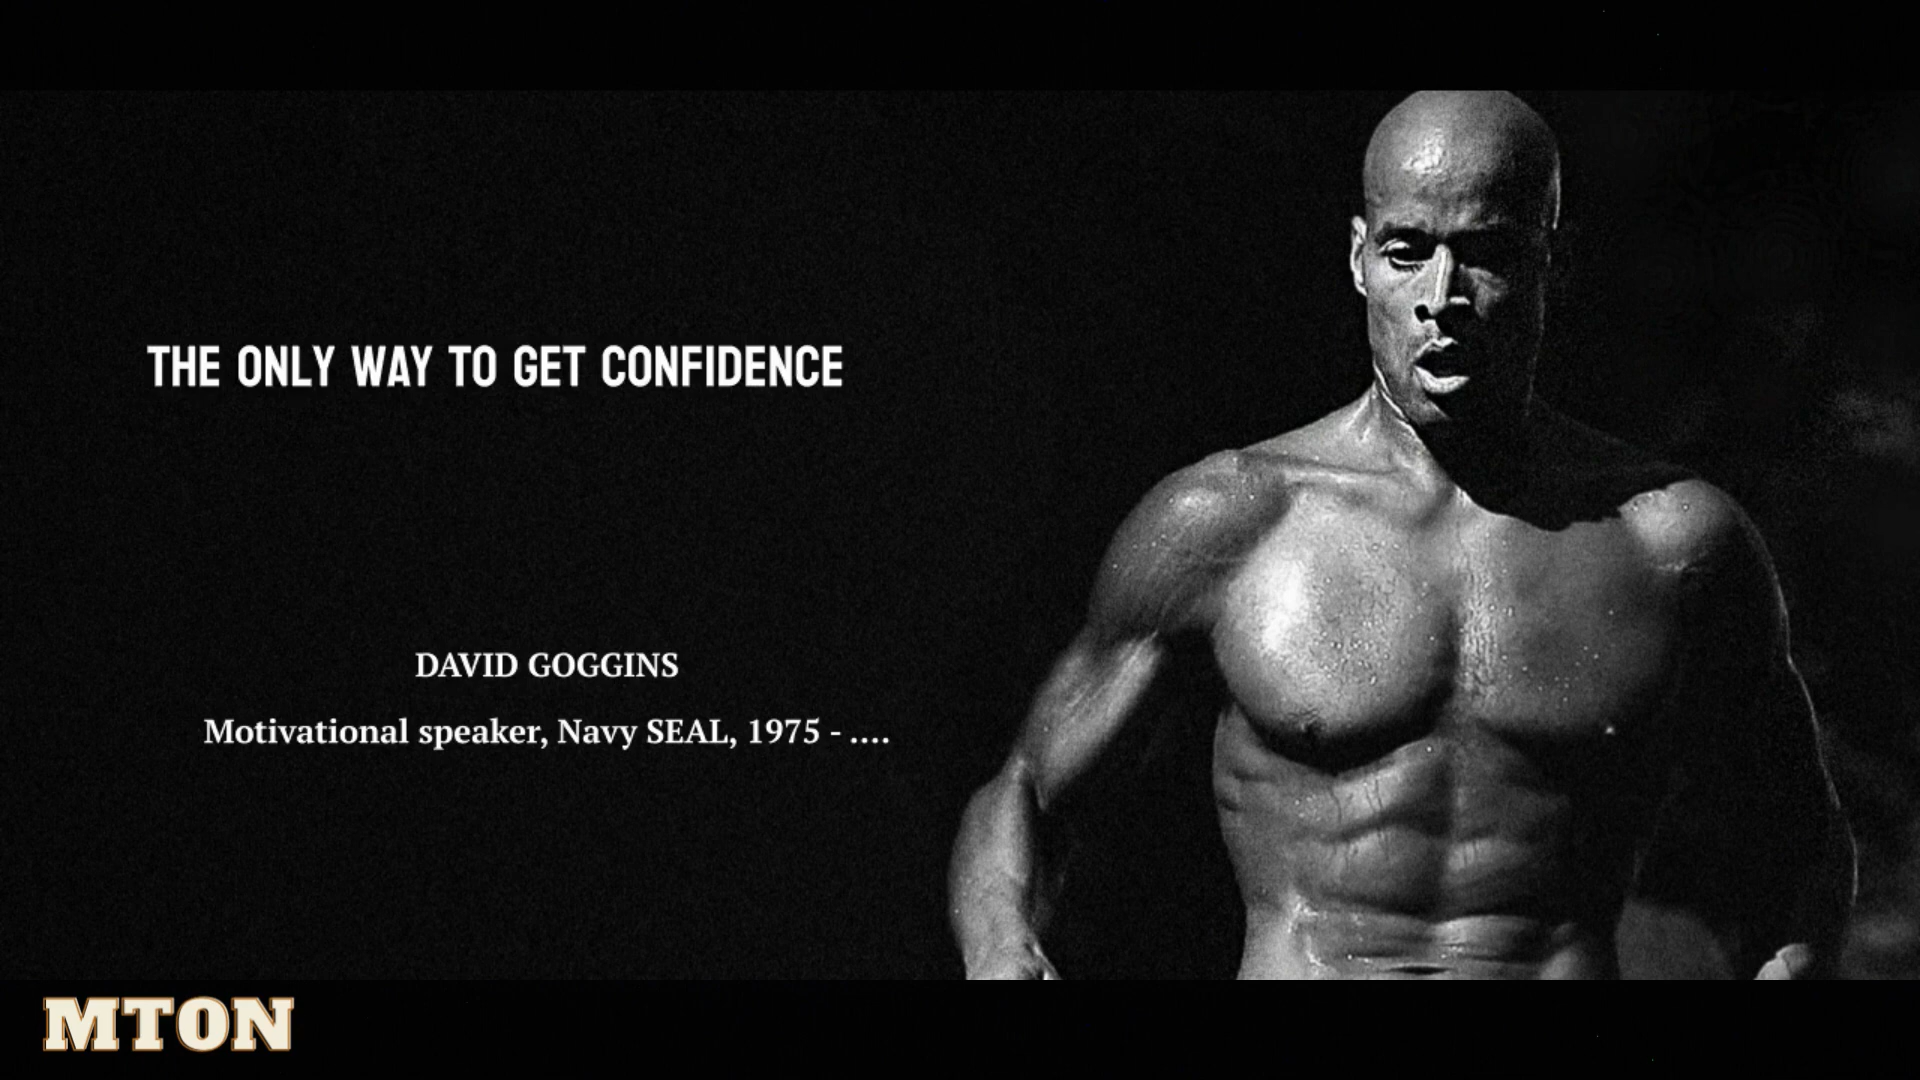 THE ONLY WAY TO GET CONFIDENCE
DAVID GOGGINS
Motivational speaker, Navy SEAL, 1975 - ....
MTON